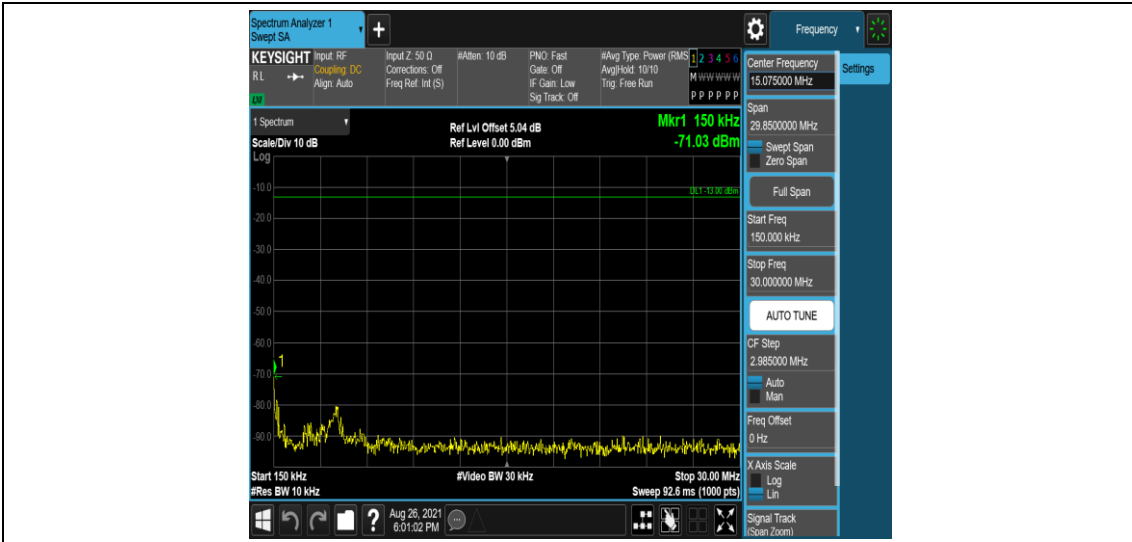 Spectrum Analyzer 1
Swept SA
+
Frequency
KEYSIGHT
RL
LXI
Input: RF
Coupling: DC
Align: Auto
Input Z: 50 Ω
Corrections: Off
Freq Ref: Int (S)
#Atten: 10 dB
PNO: Fast
Gate: Off
IF Gain: Low
Sig Track: Off
#Avg Type: Power (RMS
Avg|Hold: 10/10
Trig: Free Run
1 2 3 4 5 6
M W W W W W
P P P P P P
1 Spectrum
Scale/Div 10 dB
Ref Lvl Offset 5.04 dB
Ref Level 0.00 dBm
Mkr1 150 kHz
-71.03 dBm
Log
-10.0
DL1 -13.00 dBm
-20.0
-30.0
-40.0
-50.0
-60.0
1
-70.0
-80.0
-90.0
Start 150 kHz
#Video BW 30 kHz
Stop 30.00 MHz
#Res BW 10 kHz
Sweep 92.6 ms (1000 pts)
Center Frequency
15.075000 MHz
Settings
Span
29.8500000 MHz
Swept Span
Zero Span
Full Span
Start Freq
150.000 kHz
Stop Freq
30.000000 MHz
AUTO TUNE
CF Step
2.985000 MHz
Auto
Man
Freq Offset
0 Hz
X Axis Scale
Log
Lin
Signal Track
(Span Zoom)
?
Aug 26, 2021
6:01:02 PM